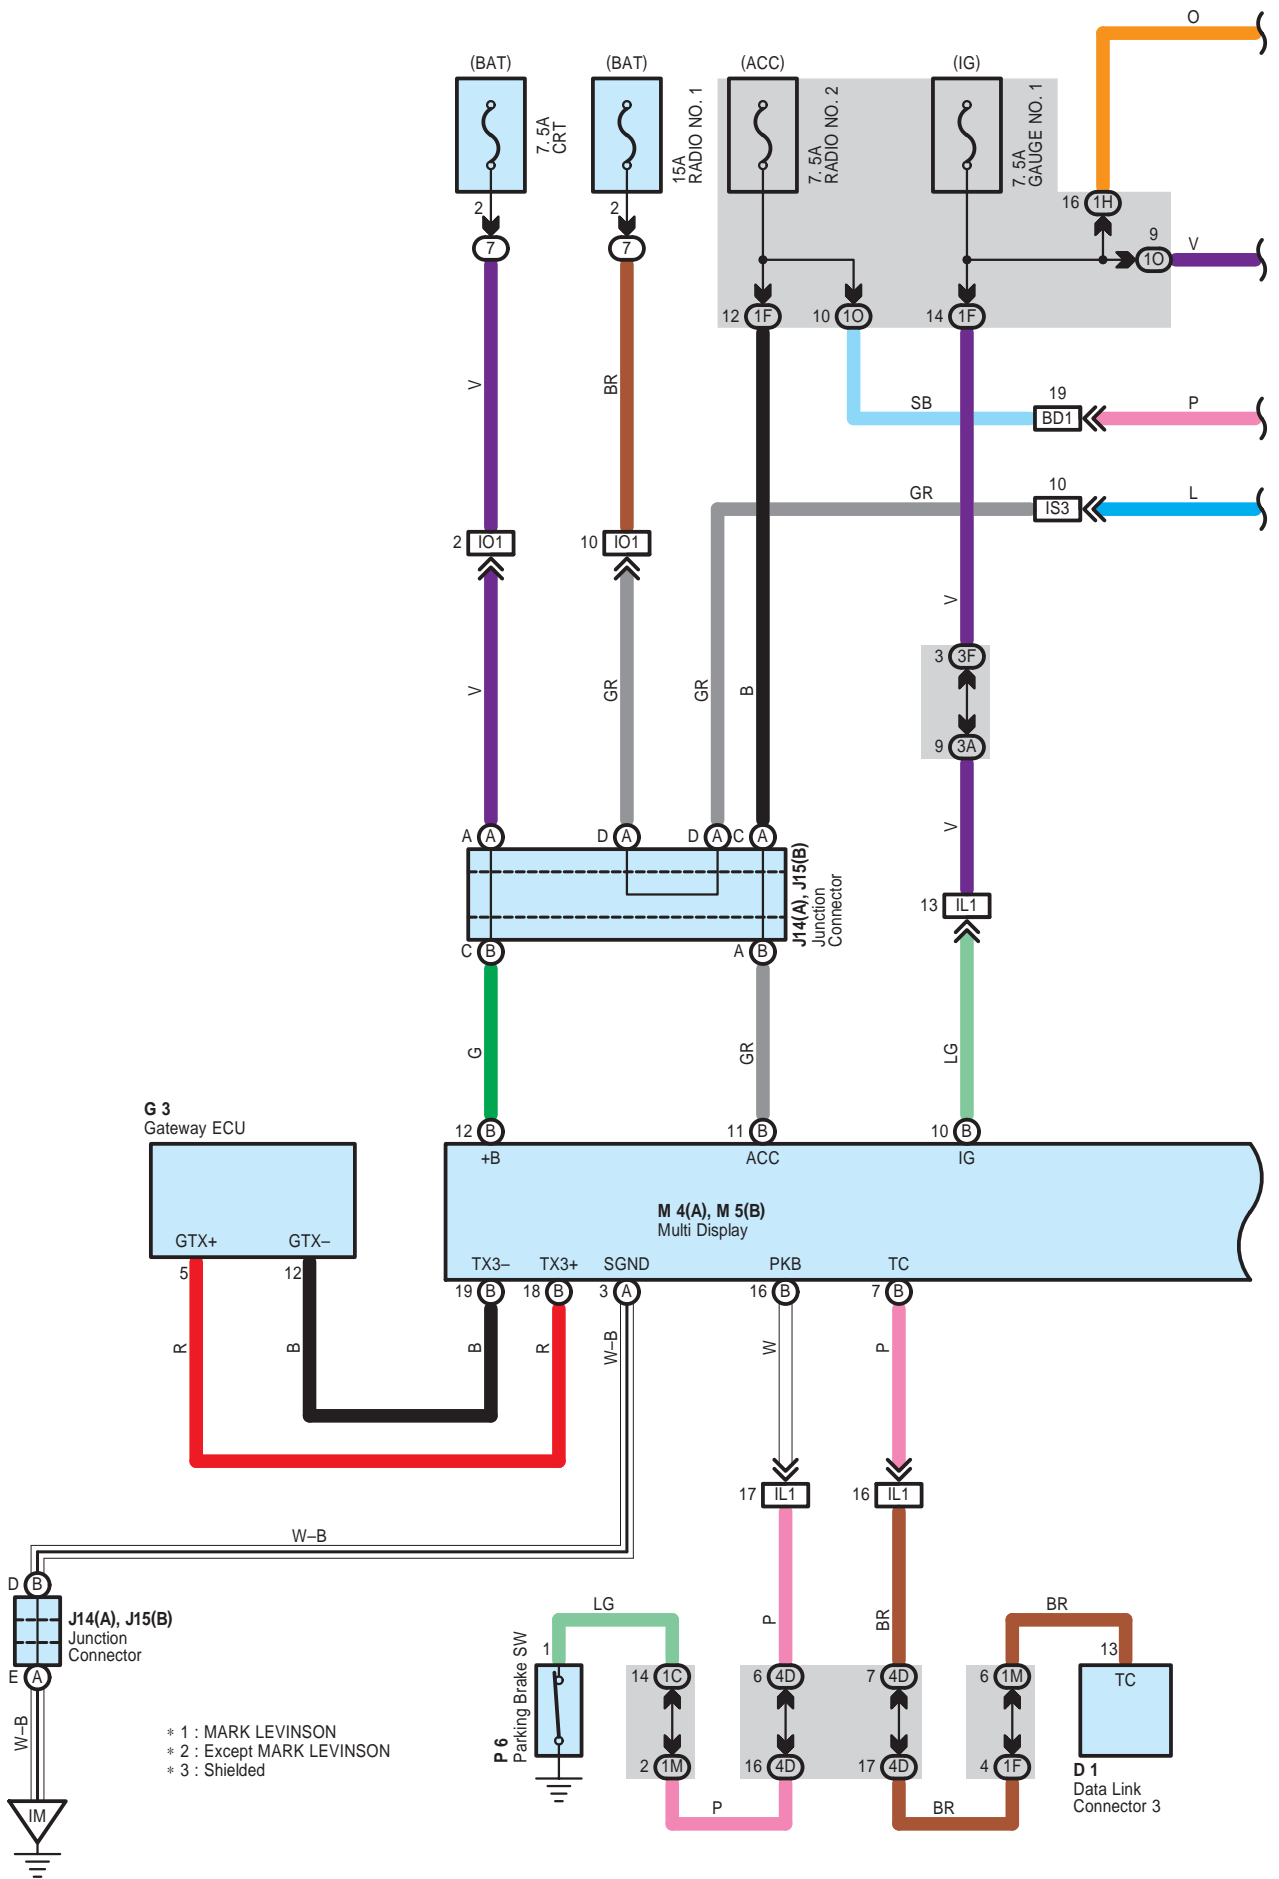 O
(BAT)
(BAT)
(ACC)
(IG)
7. 5A
CRT
15A
RADIO NO. 1
7. 5A
RADIO NO. 2
7. 5A
GAUGE NO. 1
2
2
16 1H
7
7
9
1O
V
12 1F
10 1O
14 1F
V
BR
SB
19
BD1
P
GR
10
IS3
L
2 IO1
10 IO1
V
V
GR
GR
B
3 3F
9 3A
V
A A
D A
D A
C A
J14(A), J15(B)
Junction
Connector
13 IL1
C B
A B
G
GR
LG
G 3
Gateway ECU
12 B
11 B
10 B
+B
ACC
IG
M 4(A), M 5(B)
Multi Display
GTX+
GTX–
TX3–
TX3+
SGND
PKB
TC
5
12
19 B
18 B
3 A
16 B
7 B
R
B
B
R
W–B
W
P
17 IL1
16 IL1
W–B
D B
J14(A), J15(B)
Junction
Connector
E A
W–B
IM
* 1 : MARK LEVINSON
* 2 : Except MARK LEVINSON
* 3 : Shielded
LG
P
BR
BR
1
13
P 6
Parking Brake SW
14 1C
6 4D
7 4D
6 1M
TC
2 1M
16 4D
17 4D
4 1F
P
BR
D 1
Data Link
Connector 3